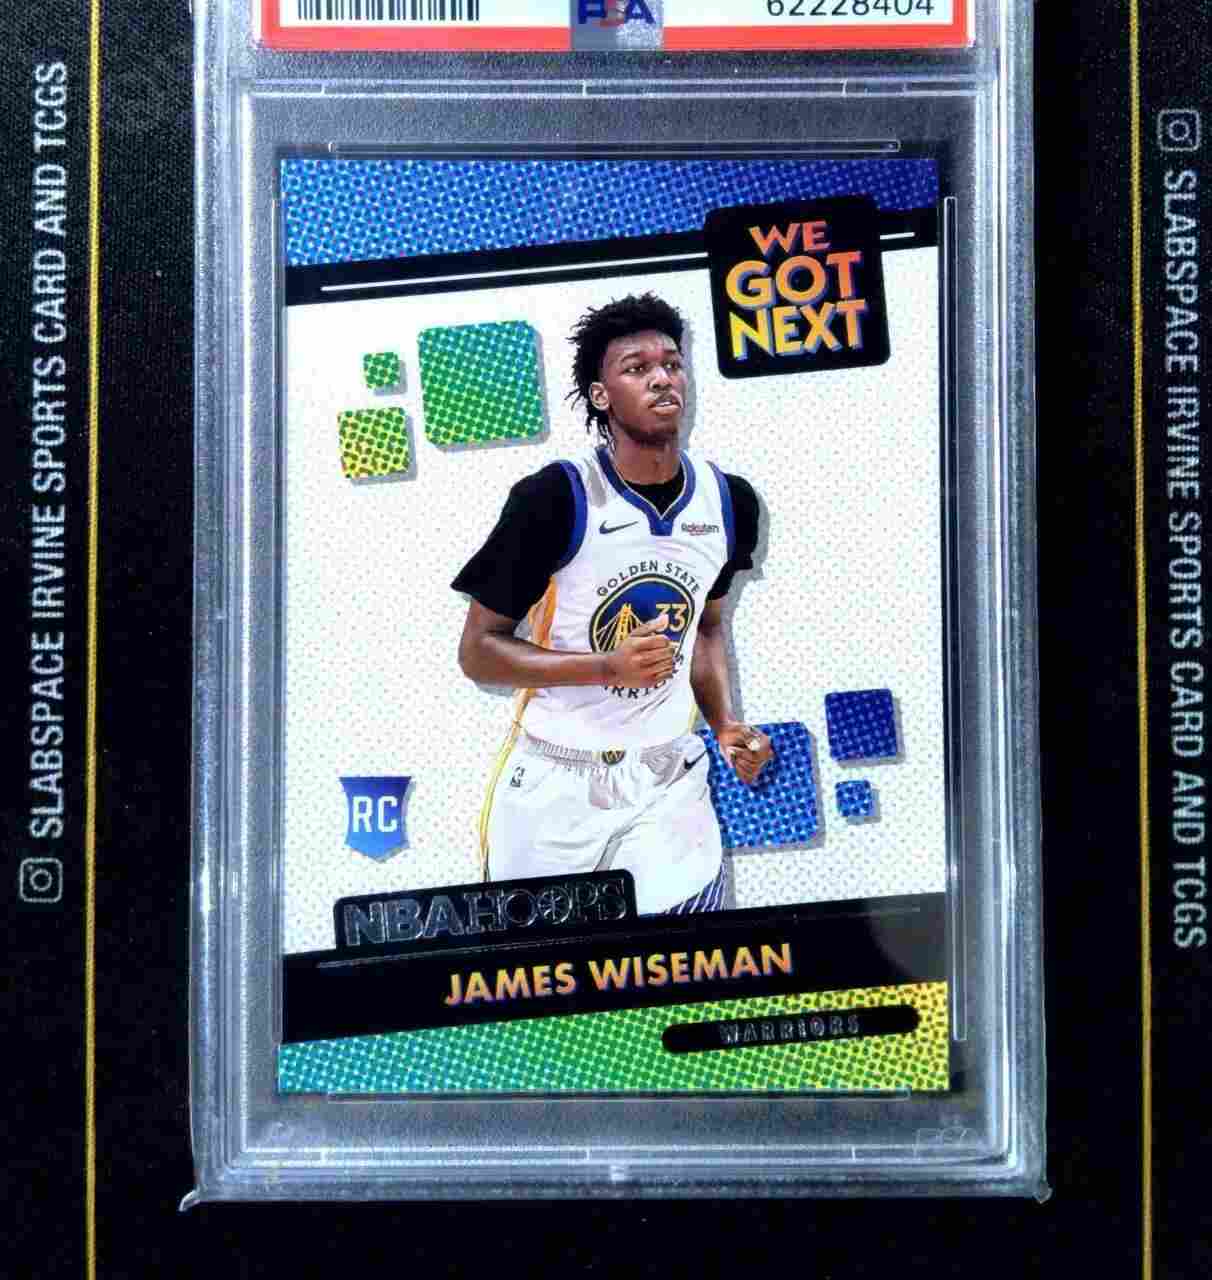 PSA
62228404
WE
GOT
NEXT
Rakuten
GOLDEN STATE
33
RC
NBA HOOPS
JAMES WISEMAN
WARRIORS
SLABSPACE IRVINE SPORTS CARD AND TCGS
SLABSPACE IRVINE SPORTS CARD AND TCGS